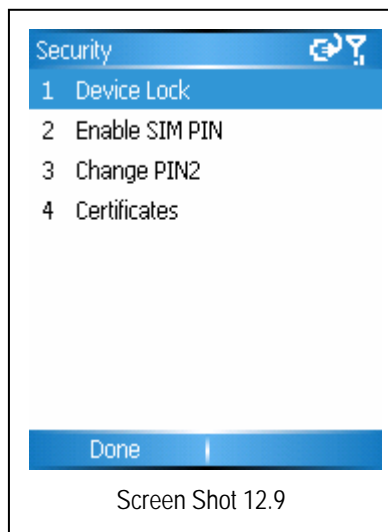 Security
1 Device Lock
2 Enable SIM PIN
3 Change PIN2
4 Certificates
Done
Screen Shot 12.9